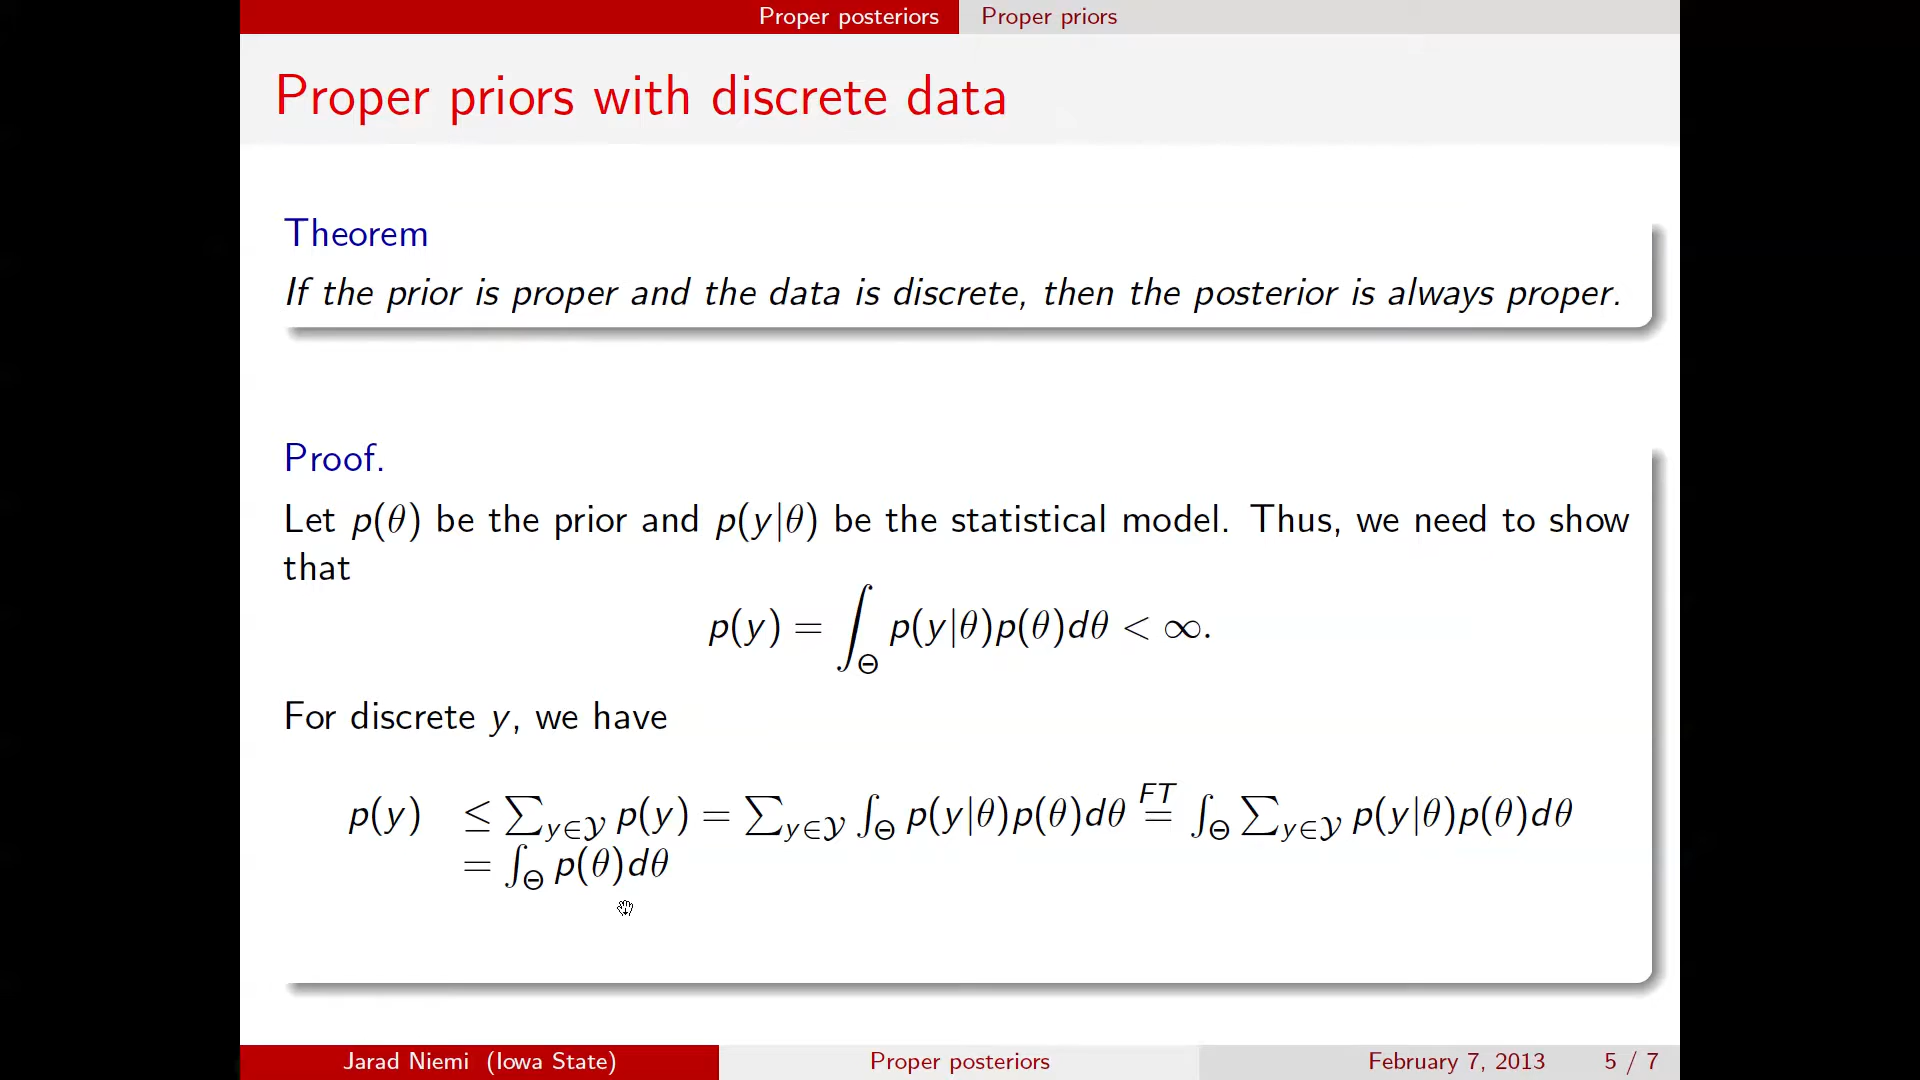 Proper posteriors Proper priors
Proper priors with discrete data
Theorem
If the prior is proper and the data is discrete, then the posterior is always proper.
Proof.
Let p(θ) be the prior and p(y|θ) be the statistical model. Thus, we need to show
that
p(y) = ∫_Θ p(y|θ)p(θ)dθ < ∞.
For discrete y, we have
p(y) ≤ ∑_{y∈𝒴} p(y) = ∑_{y∈𝒴} ∫_Θ p(y|θ)p(θ)dθ =^{FT} ∫_Θ ∑_{y∈𝒴} p(y|θ)p(θ)dθ
= ∫_Θ p(θ)dθ
Jarad Niemi (Iowa State) Proper posteriors February 7, 2013 5 / 7